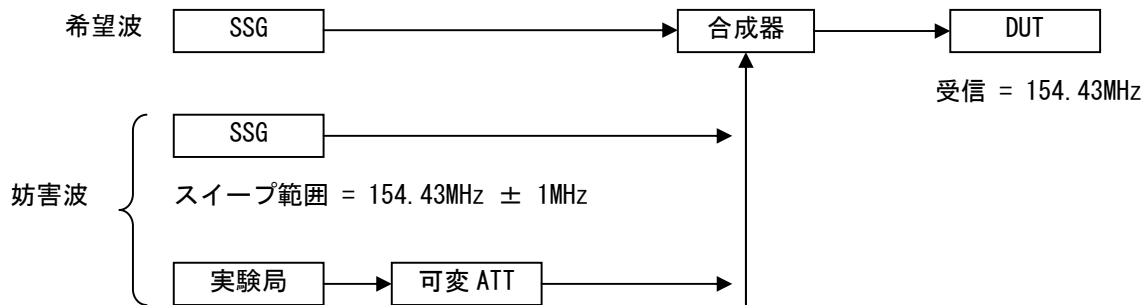 希望波 SSG 合成器 DUT
受信 = 154.43MHz
SSG
妨害波 スイープ範囲 = 154.43MHz ± 1MHz
実験局 可変 ATT